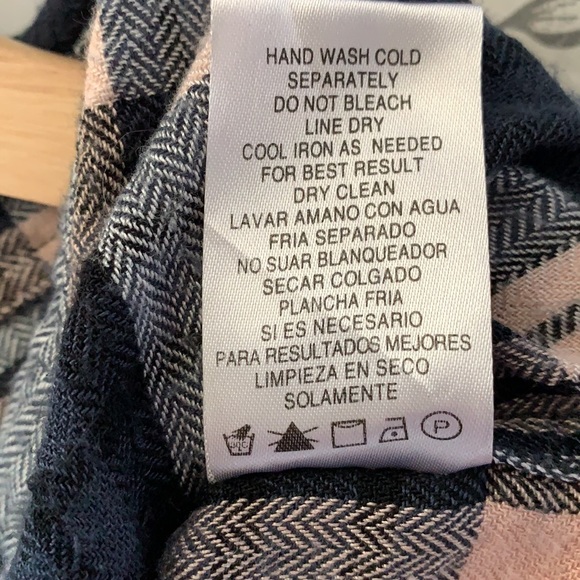 HAND WASH COLD
SEPARATELY
DO NOT BLEACH
LINE DRY
COOL IRON AS NEEDED
FOR BEST RESULT
DRY CLEAN
LAVAR AMANO CON AGUA
FRIA SEPARADO
NO SUAR BLANQUEADOR
SECAR COLGADO
PLANCHA FRIA
SI ES NECESARIO
PARA RESULTADOS MEJORES
LIMPIEZA EN SECO
SOLAMENTE
P